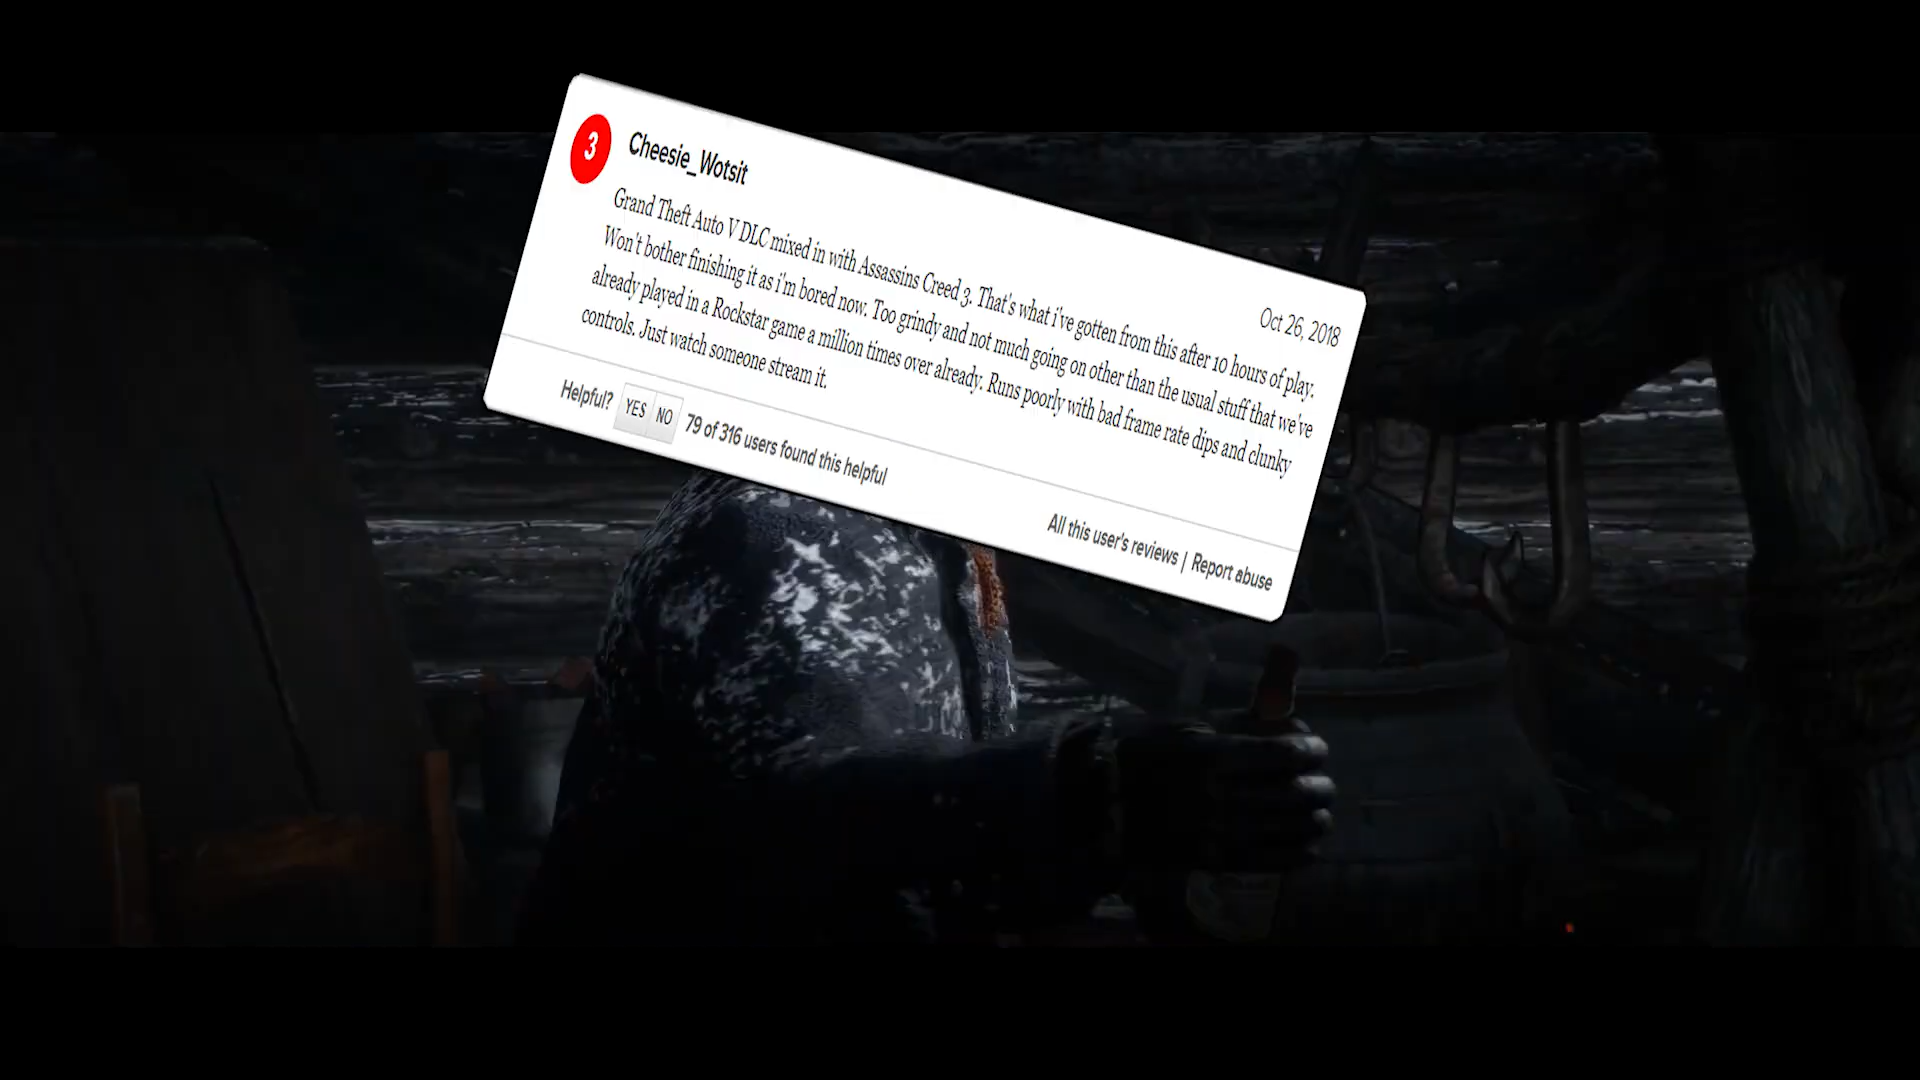 3
Cheesie_Wotsit
Oct 26, 2018
Grand Theft Auto V DLC mixed in with Assassins Creed 3. That's what i've gotten from this after 10 hours of play.
Won't bother finishing it as i'm bored now. Too grindy and not much going on other than the usual stuff that we've
already played in a Rockstar game a million times over already. Runs poorly with bad frame rate dips and clunky
controls. Just watch someone stream it.
Helpful? YES NO 79 of 316 users found this helpful
All this user's reviews | Report abuse